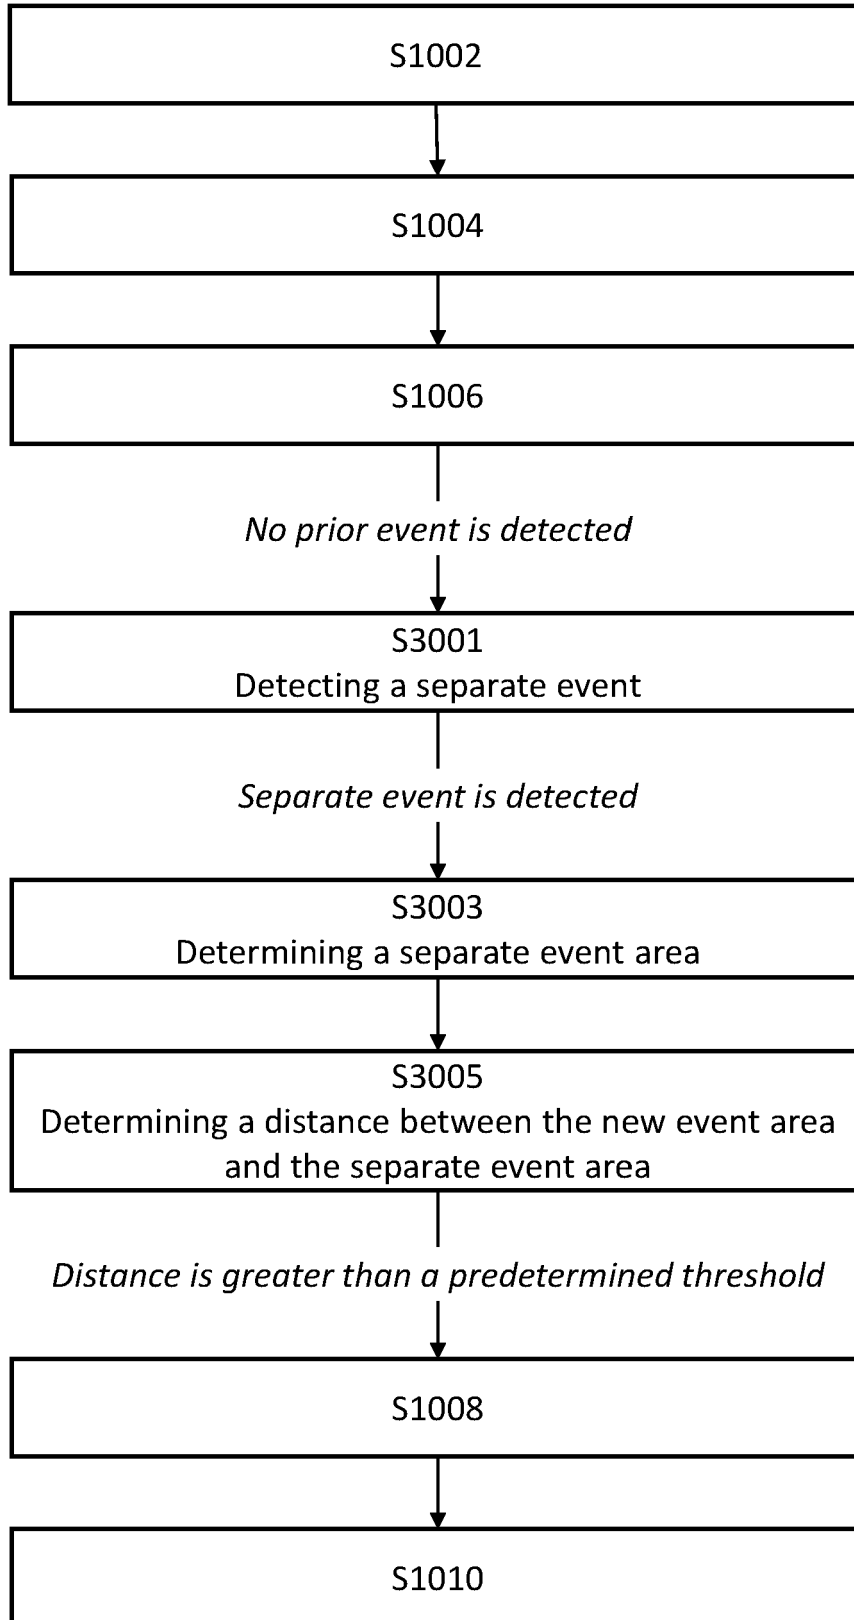 S1002
S1004
S1006
No prior event is detected
S3001
Detecting a separate event
Separate event is detected
S3003
Determining a separate event area
S3005
Determining a distance between the new event area
and the separate event area
Distance is greater than a predetermined threshold
S1008
S1010